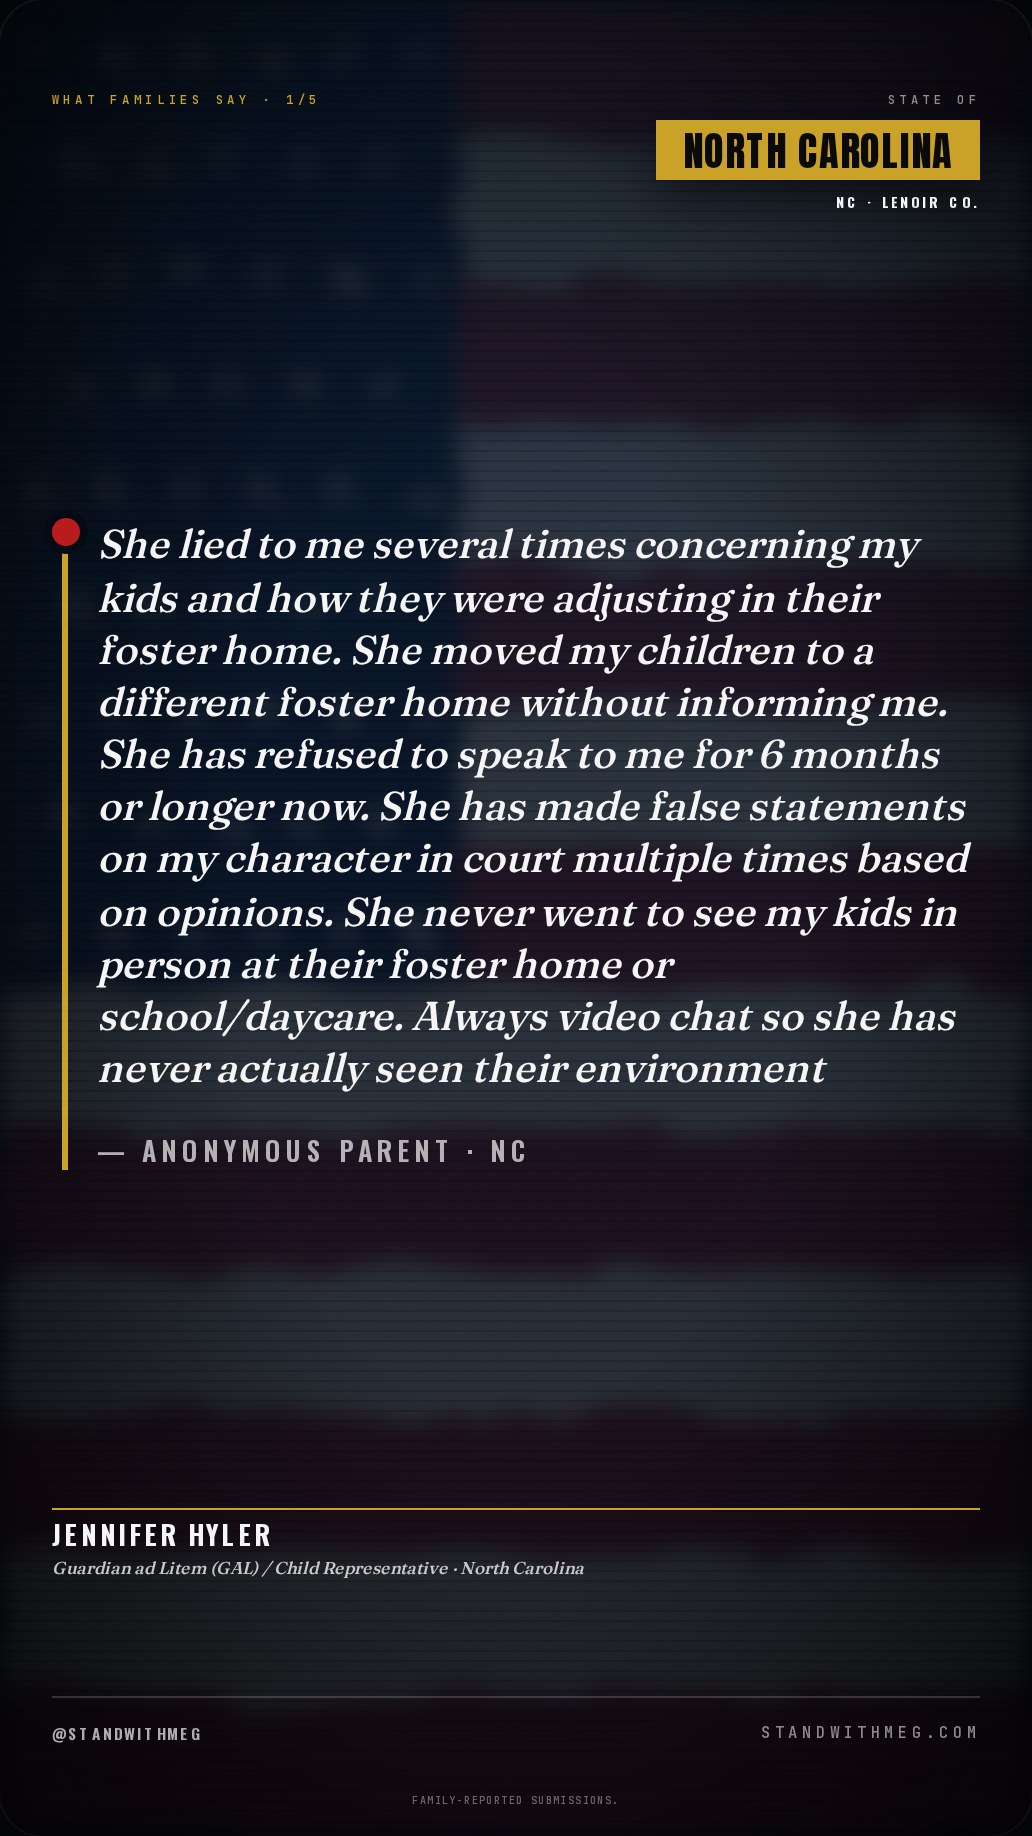 WHAT FAMILIES SAY · 1/5
STATE OF
NORTH CAROLINA
NC · LENOIR CO.
She lied to me several times concerning my
kids and how they were adjusting in their
foster home. She moved my children to a
different foster home without informing me.
She has refused to speak to me for 6 months
or longer now. She has made false statements
on my character in court multiple times based
on opinions. She never went to see my kids in
person at their foster home or
school/daycare. Always video chat so she has
never actually seen their environment
— ANONYMOUS PARENT · NC
JENNIFER HYLER
Guardian ad Litem (GAL) / Child Representative · North Carolina
@STANDWITHMEG
STANDWITHMEG.COM
FAMILY-REPORTED SUBMISSIONS.